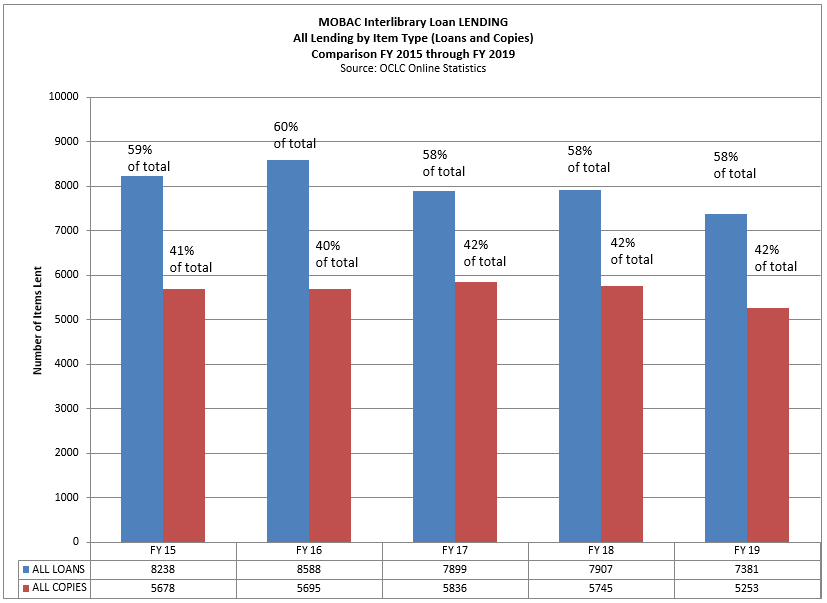 MOBAC Interlibrary Loan LENDING
All Lending by Item Type (Loans and Copies)
Comparison FY 2015 through FY 2019
Source: OCLC Online Statistics
Number of Items Lent
10000
9000
8000
7000
6000
5000
4000
3000
2000
1000
0
59%
of total
41%
of total
60%
of total
40%
of total
58%
of total
42%
of total
58%
of total
42%
of total
58%
of total
42%
of total
FY 15 FY 16 FY 17 FY 18 FY 19
ALL LOANS 8238 8588 7899 7907 7381
ALL COPIES 5678 5695 5836 5745 5253